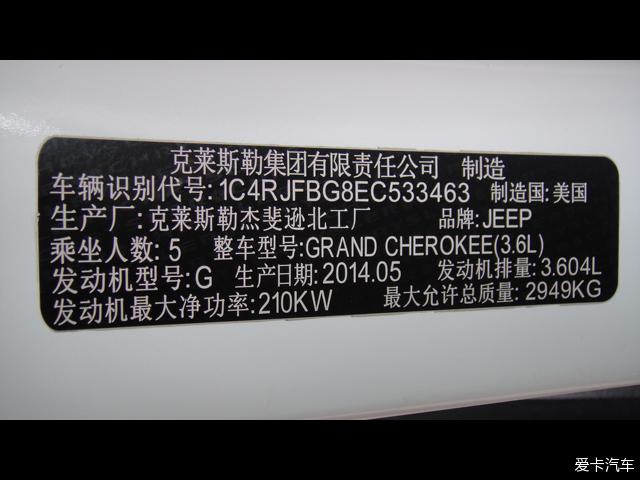 克莱斯勒集团有限责任公司 制造
车辆识别代号:1C4RJFBG8EC533463 制造国:美国
生产厂:克莱斯勒杰斐逊北工厂 品牌:JEEP
乘坐人数:5 整车型号:GRAND CHEROKEE(3.6L)
发动机型号:G 生产日期:2014.05 发动机排量:3.604L
发动机最大净功率:210KW 最大允许总质量:2949KG
爱卡汽车